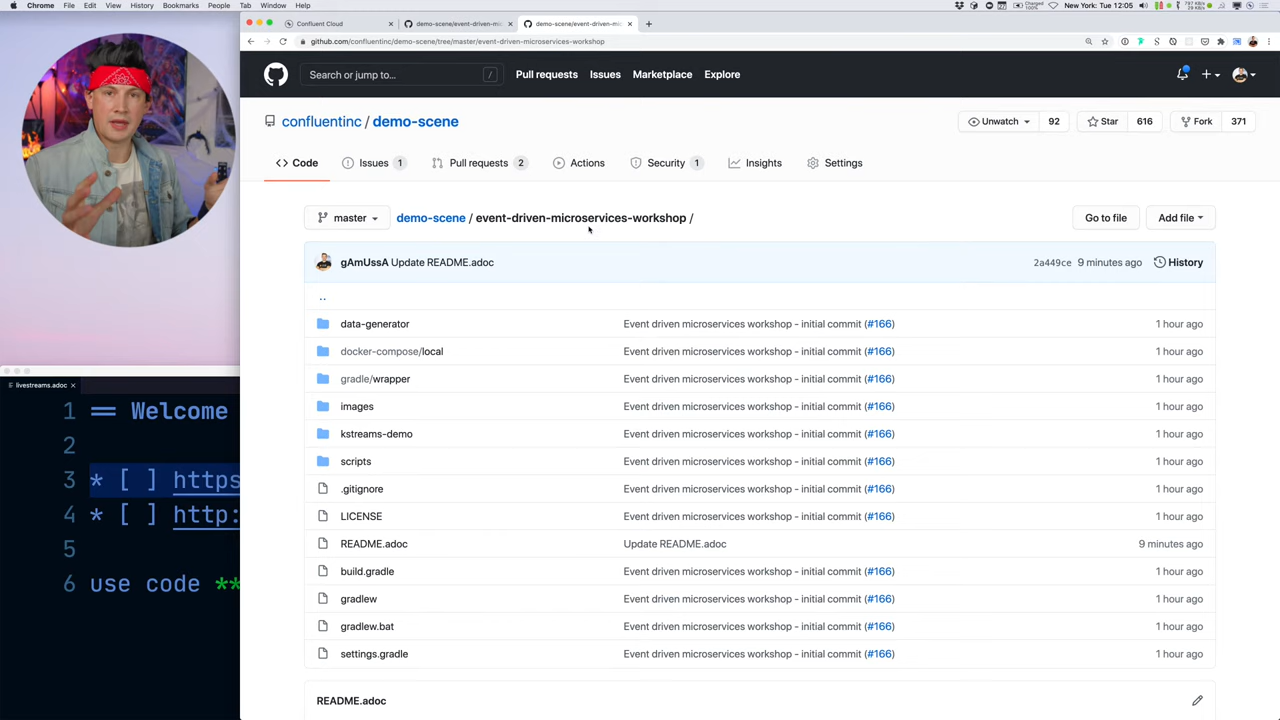 Chrome File Edit View History Bookmarks People Tab Window Help
Charged
New York: Tue 12:05
Confluent Cloud
demo-scene/event-driven-mic
demo-scene/event-driven-mic
github.com/confluentinc/demo-scene/tree/master/event-driven-microservices-workshop
Search or jump to... /
Pull requests Issues Marketplace Explore
confluentinc / demo-scene
Unwatch 92 Star 616 Fork 371
Code Issues 1 Pull requests 2 Actions Security 1 Insights Settings
master demo-scene / event-driven-microservices-workshop / Go to file Add file
gAmUssA Update README.adoc 2a449ce 9 minutes ago History
..
data-generator Event driven microservices workshop - initial commit (#166) 1 hour ago
docker-compose/local Event driven microservices workshop - initial commit (#166) 1 hour ago
gradle/wrapper Event driven microservices workshop - initial commit (#166) 1 hour ago
images Event driven microservices workshop - initial commit (#166) 1 hour ago
kstreams-demo Event driven microservices workshop - initial commit (#166) 1 hour ago
scripts Event driven microservices workshop - initial commit (#166) 1 hour ago
.gitignore Event driven microservices workshop - initial commit (#166) 1 hour ago
LICENSE Event driven microservices workshop - initial commit (#166) 1 hour ago
README.adoc Update README.adoc 9 minutes ago
build.gradle Event driven microservices workshop - initial commit (#166) 1 hour ago
gradlew Event driven microservices workshop - initial commit (#166) 1 hour ago
gradlew.bat Event driven microservices workshop - initial commit (#166) 1 hour ago
settings.gradle Event driven microservices workshop - initial commit (#166) 1 hour ago
README.adoc
livestreams.adoc
1 == Welcome
2
3 * [ ] https
4 * [ ] http:
5
6 use code **